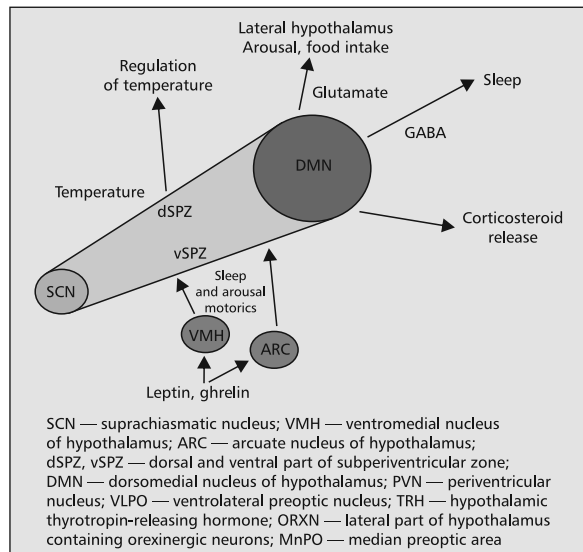 Lateral hypothalamus
Arousal, food intake
Regulation
of temperature
Glutamate
Sleep
GABA
DMN
Temperature
dSPZ
Corticosteroid
release
vSPZ
SCN
Sleep
and arousal
motorics
VMH
ARC
Leptin, ghrelin
SCN — suprachiasmatic nucleus; VMH — ventromedial nucleus
of hypothalamus; ARC — arcuate nucleus of hypothalamus;
dSPZ, vSPZ — dorsal and ventral part of subperiventricular zone;
DMN — dorsomedial nucleus of hypothalamus; PVN — periventricular
nucleus; VLPO — ventrolateral preoptic nucleus; TRH — hypothalamic
thyrotropin-releasing hormone; ORXN — lateral part of hypothalamus
containing orexinergic neurons; MnPO — median preoptic area